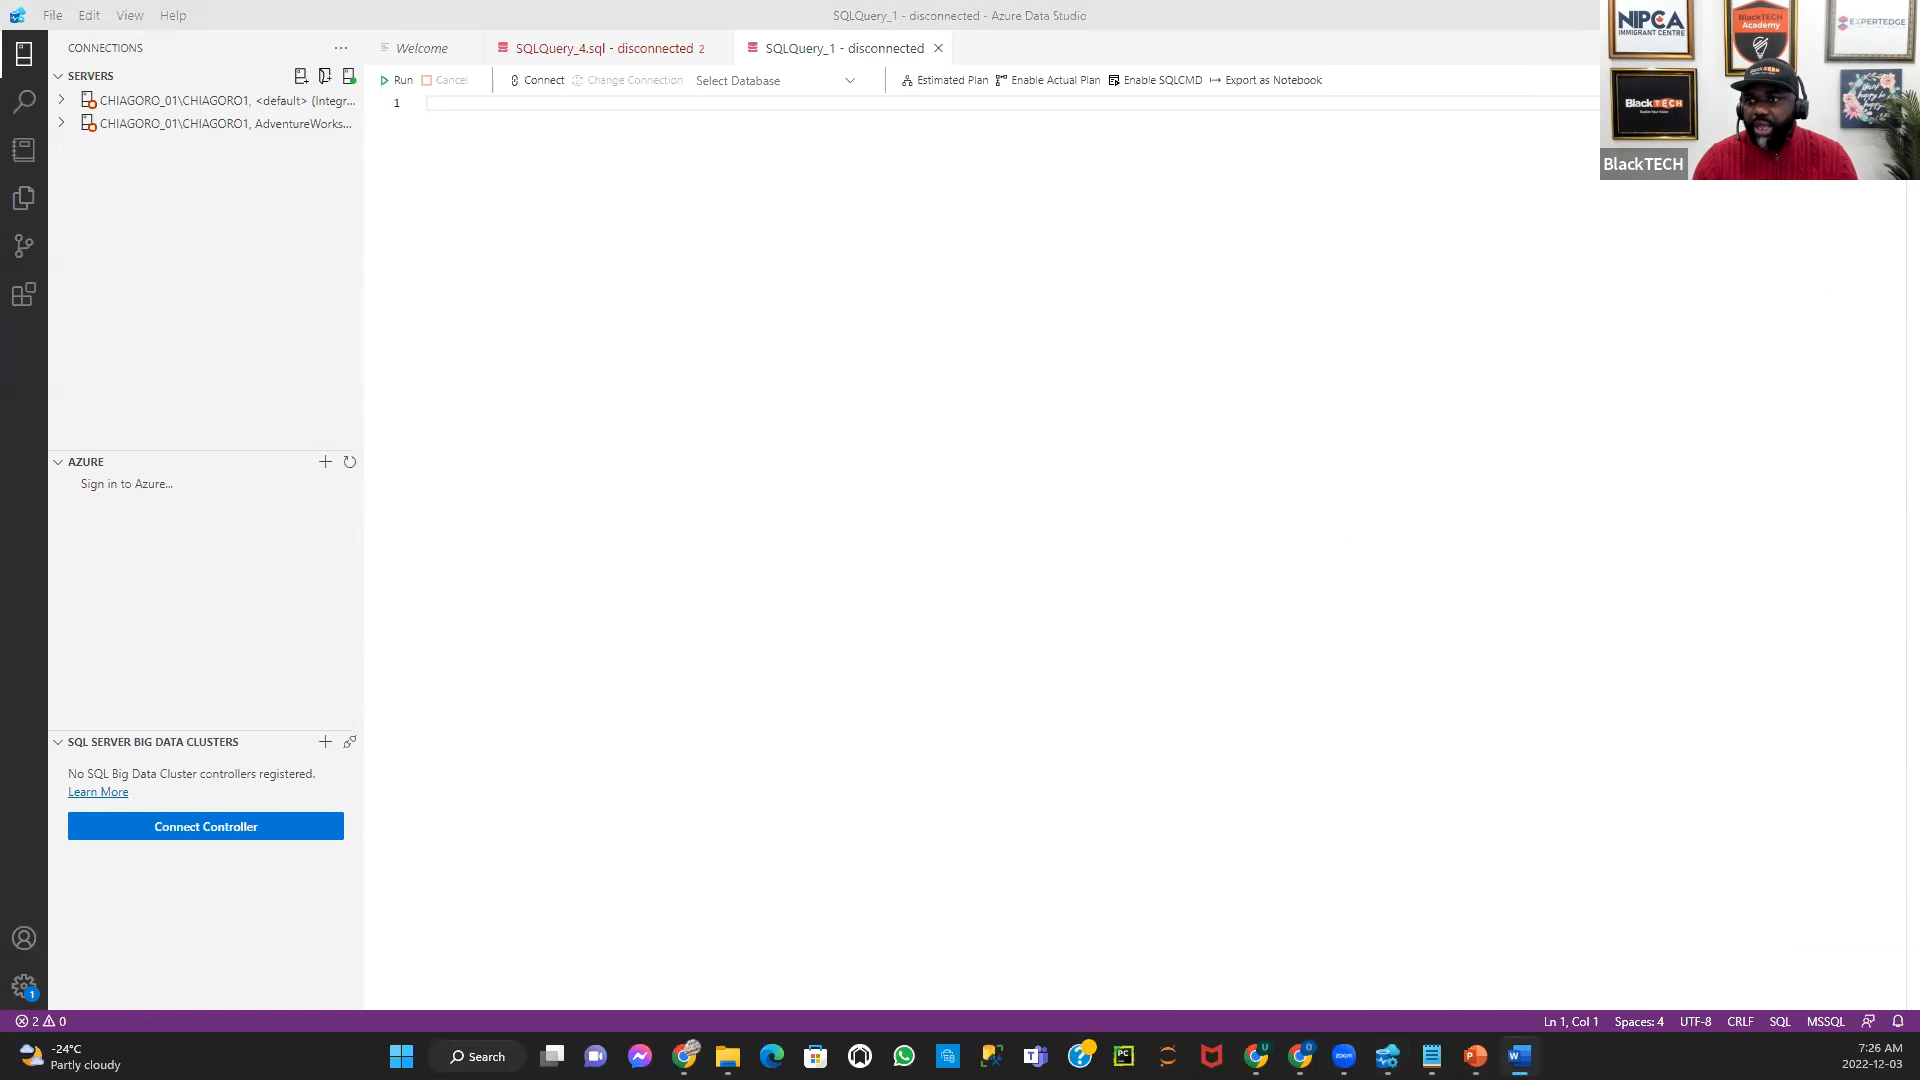 File Edit View Help
SQLQuery_1 - disconnected - Azure Data Studio
CONNECTIONS
Welcome
SQLQuery_4.sql - disconnected 2
SQLQuery_1 - disconnected
SERVERS
Run
Cancel
Connect
Change Connection
Select Database
Estimated Plan
Enable Actual Plan
Enable SQLCMD
Export as Notebook
CHIAGORO_01\CHIAGORO1, <default> (Integr...
CHIAGORO_01\CHIAGORO1, AdventureWorks...
1
NIPCA
IMMIGRANT CENTRE
BlackTECH
Academy
EXPERTEDGE
BlackTECH
BlackTECH
AZURE
Sign in to Azure...
SQL SERVER BIG DATA CLUSTERS
No SQL Big Data Cluster controllers registered.
Learn More
Connect Controller
1
2 0
Ln 1, Col 1
Spaces: 4
UTF-8
CRLF
SQL
MSSQL
-24°C
Partly cloudy
Search
PC
zoom
7:26 AM
2022-12-03